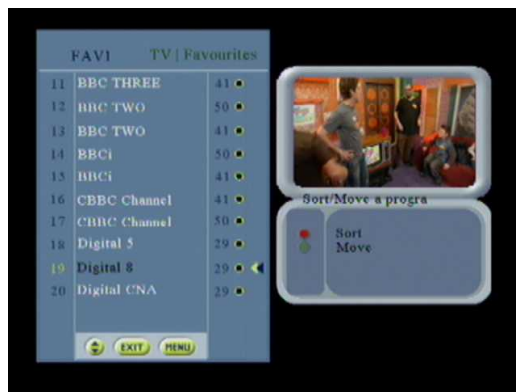 FAV1 TV | Favourites
11 BBC THREE 41
12 BBC TWO 50
13 BBC TWO 41
14 BBCi 50
15 BBCi 41
16 CBBC Channel 41
17 CBBC Channel 50
18 Digital 5 29
19 Digital 8 29
20 Digital CNA 29
EXIT MENU
Sort/Move a progra
Sort
Move